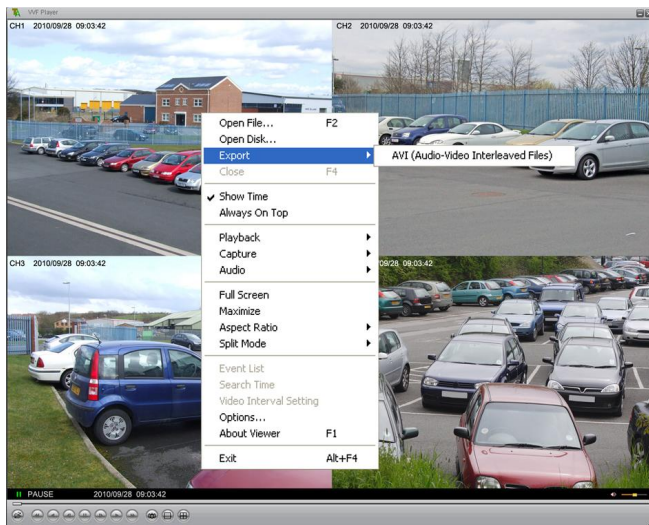 VVF Player
CH1 2010/09/28 09:03:42
CH2 2010/09/28 09:03:42
Open File... F2
Open Disk...
Export
AVI (Audio-Video Interleaved Files)
Close F4
Show Time
Always On Top
Playback
Capture
Audio
CH3 2010/09/28 09:03:42
09/28 09:03:42
Full Screen
Maximize
Aspect Ratio
Split Mode
Event List
Search Time
Video Interval Setting
Options...
About Viewer F1
Exit Alt+F4
PAUSE 2010/09/28 09:03:42